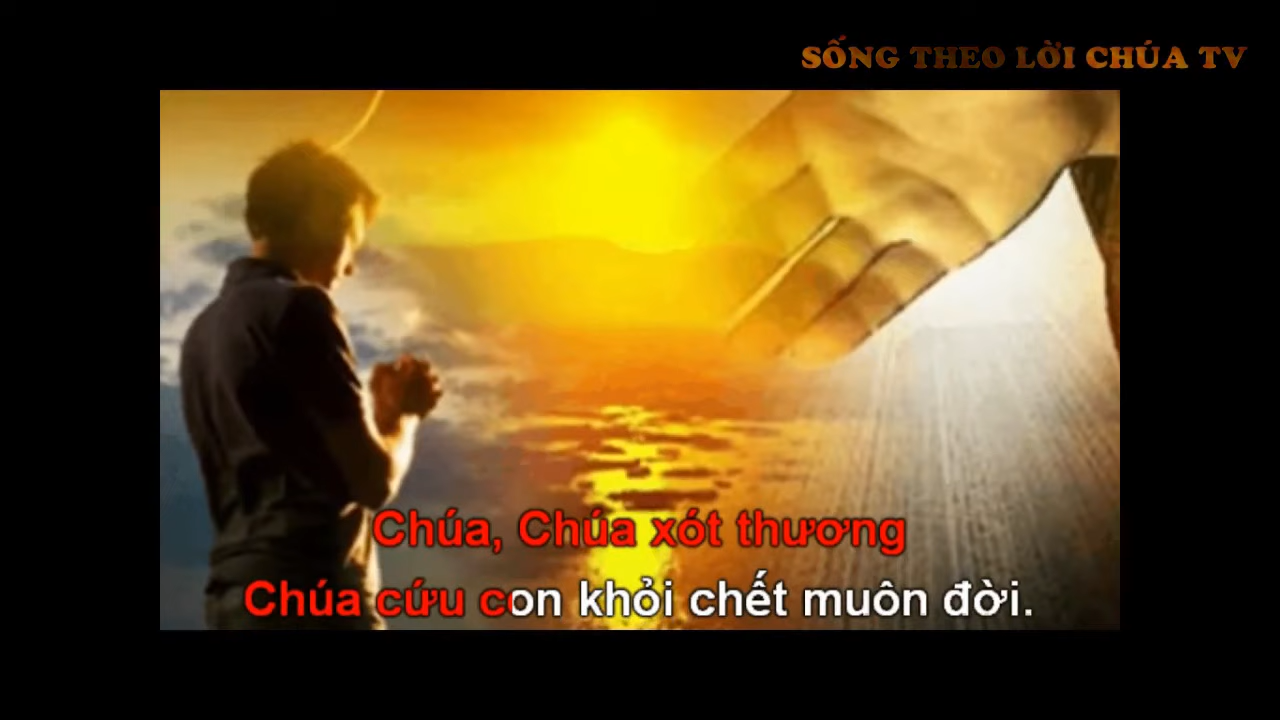 SỐNG THEO LỜI CHÚA TV
Chúa, Chúa xót thương
Chúa cứu con khỏi chết muôn đời.